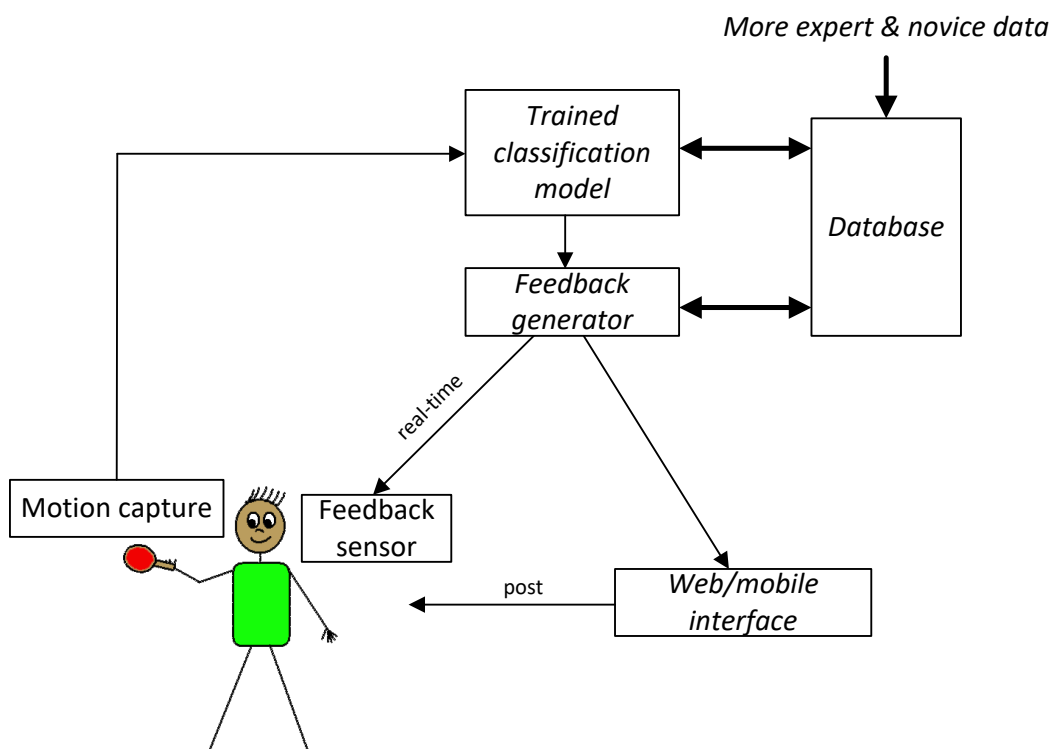 More expert & novice data
Trained
classification
model
Database
Feedback
generator
real-time
Motion capture
Feedback
sensor
post
Web/mobile
interface